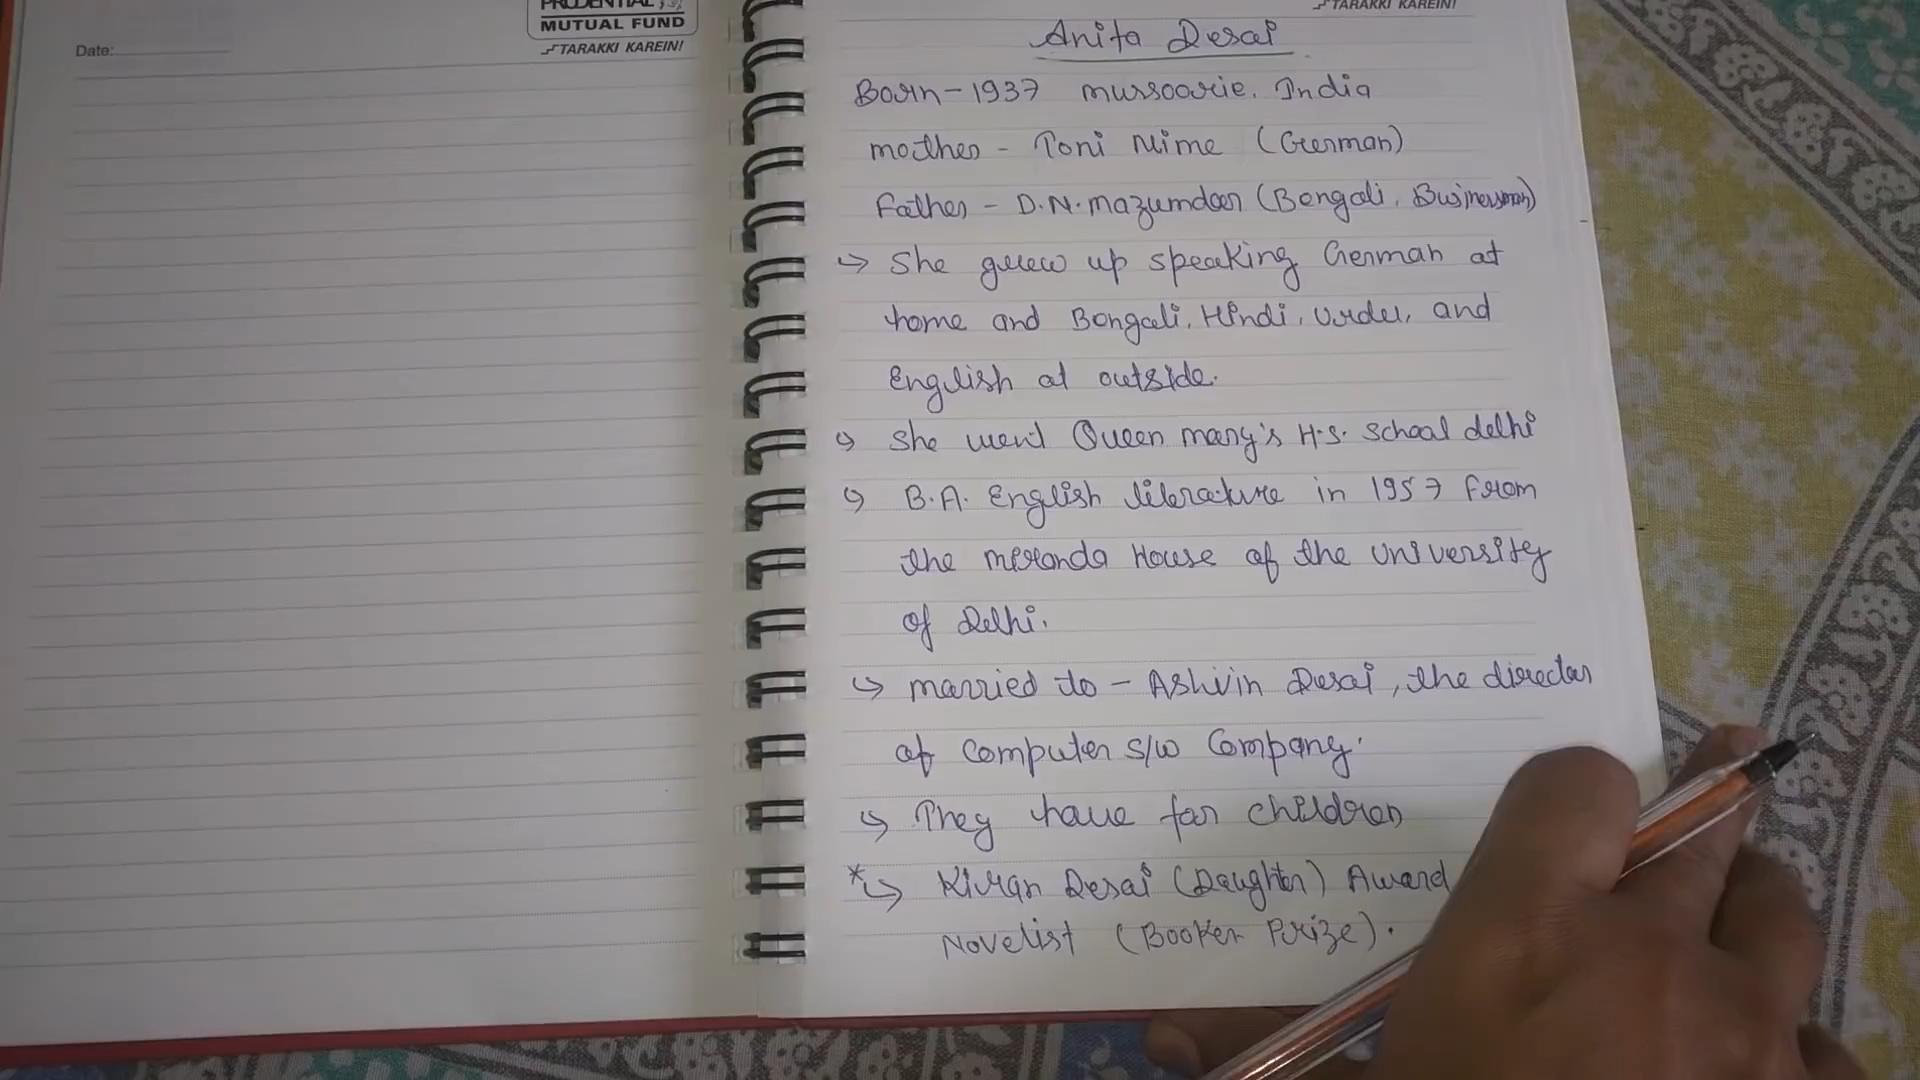 PRUDENTIAL
MUTUAL FUND
TARAKKI KAREIN!
Date:
TARAKKI KAREIN!
Anita Desai
Born - 1937 mussoorie. India
mother - Toni Nime (German)
Father - D.N. mazumdar (Bengali, Businessman)
↳ She grew up speaking German at
home and Bengali, Hindi, Urdu, and
English at outside.
↳ She went Queen mary's H.S. School delhi
↳ B.A. English literature in 1957 from
the miranda House of the University
of Delhi.
↳ married to - Ashvin Desai, the director
of computer s/w Company.
↳ They have for children
*↳ Kiran Desai (Daughter) Award
Novelist (Booker Prize).